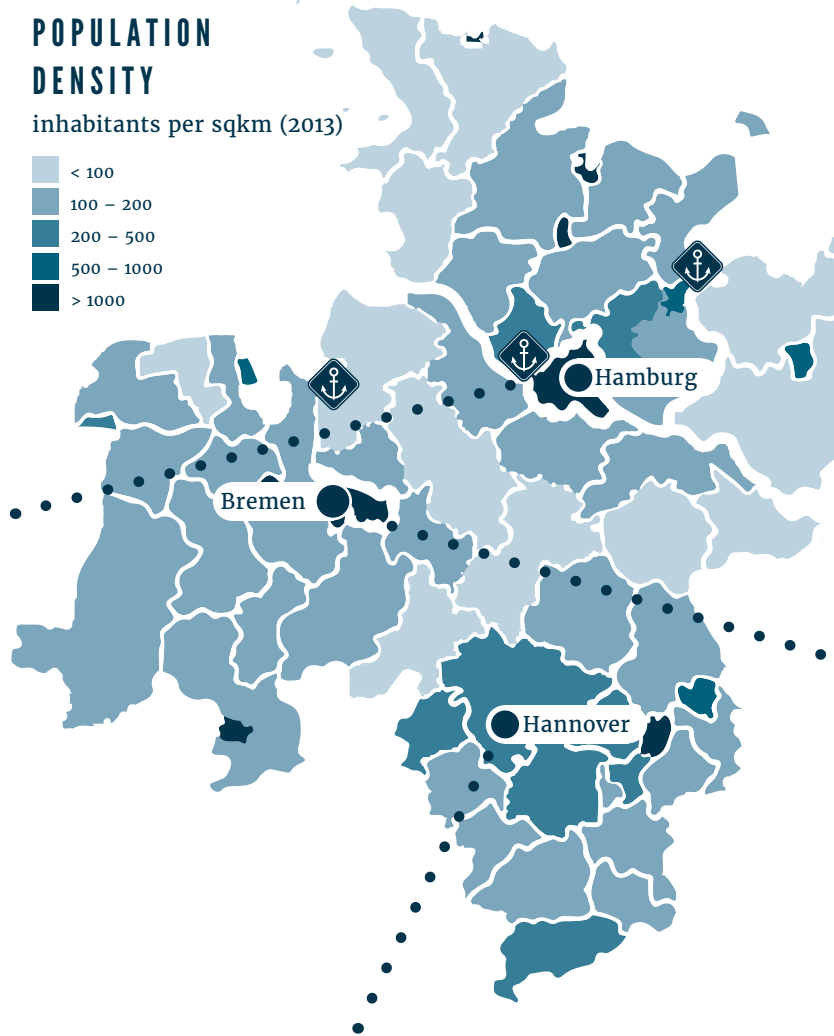 POPULATION
DENSITY
inhabitants per sqkm (2013)
< 100
100 – 200
200 – 500
500 – 1000
> 1000
Hamburg
Bremen
Hannover